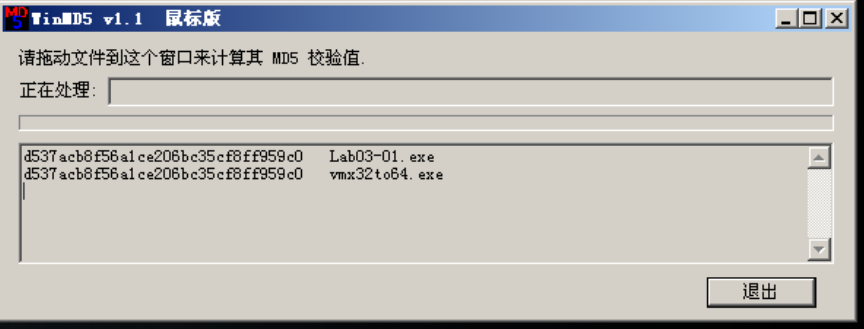 MD5 WinMD5 v1.1 鼠标版
请拖动文件到这个窗口来计算其 MD5 校验值.
正在处理:
d537acb8f56a1ce206bc35cf8ff959c0 Lab03-01.exe
d537acb8f56a1ce206bc35cf8ff959c0 vmx32to64.exe
退出